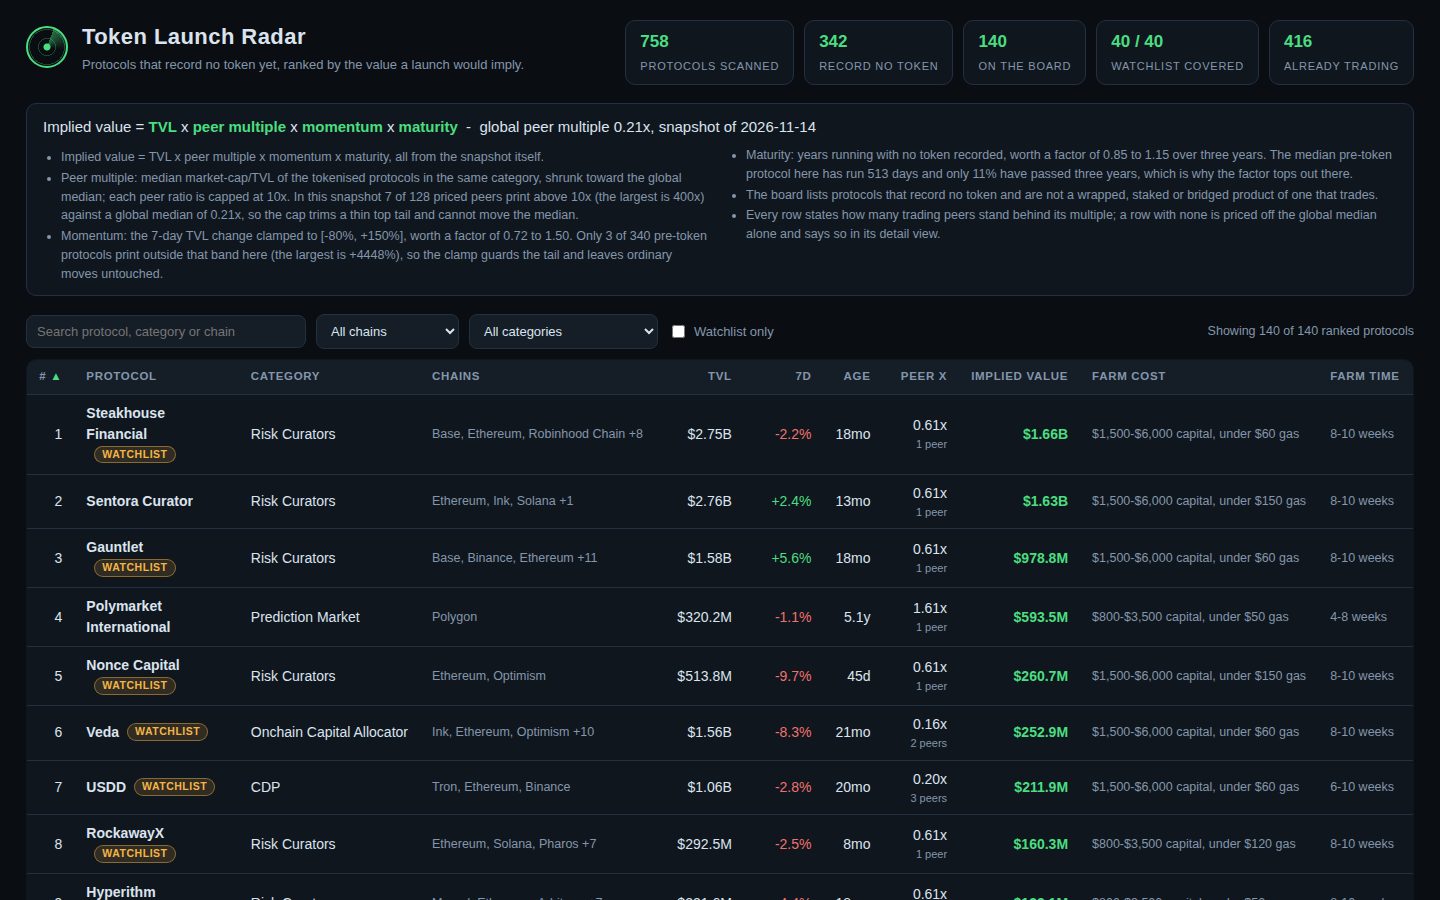 Token Launch Radar
Protocols that record no token yet, ranked by the value a launch would imply.
758
PROTOCOLS SCANNED
342
RECORD NO TOKEN
140
ON THE BOARD
40 / 40
WATCHLIST COVERED
416
ALREADY TRADING
Implied value = TVL x peer multiple x momentum x maturity - global peer multiple 0.21x, snapshot of 2026-11-14
• Implied value = TVL x peer multiple x momentum x maturity, all from the snapshot itself.
• Peer multiple: median market-cap/TVL of the tokenised protocols in the same category, shrunk toward the global
median; each peer ratio is capped at 10x. In this snapshot 7 of 128 priced peers print above 10x (the largest is 400x)
against a global median of 0.21x, so the cap trims a thin top tail and cannot move the median.
• Momentum: the 7-day TVL change clamped to [-80%, +150%], worth a factor of 0.72 to 1.50. Only 3 of 340 pre-token
protocols print outside that band here (the largest is +4448%), so the clamp guards the tail and leaves ordinary
moves untouched.
• Maturity: years running with no token recorded, worth a factor of 0.85 to 1.15 over three years. The median pre-token
protocol here has run 513 days and only 11% have passed three years, which is why the factor tops out there.
• The board lists protocols that record no token and are not a wrapped, staked or bridged product of one that trades.
• Every row states how many trading peers stand behind its multiple; a row with none is priced off the global median
alone and says so in its detail view.
Search protocol, category or chain
All chains
All categories
Watchlist only
Showing 140 of 140 ranked protocols
# ▲ PROTOCOL CATEGORY CHAINS TVL 7D AGE PEER X IMPLIED VALUE FARM COST FARM TIME
1 Steakhouse Financial WATCHLIST Risk Curators Base, Ethereum, Robinhood Chain +8 $2.75B -2.2% 18mo 0.61x 1 peer $1.66B $1,500-$6,000 capital, under $60 gas 8-10 weeks
2 Sentora Curator Risk Curators Ethereum, Ink, Solana +1 $2.76B +2.4% 13mo 0.61x 1 peer $1.63B $1,500-$6,000 capital, under $150 gas 8-10 weeks
3 Gauntlet WATCHLIST Risk Curators Base, Binance, Ethereum +11 $1.58B +5.6% 18mo 0.61x 1 peer $978.8M $1,500-$6,000 capital, under $60 gas 8-10 weeks
4 Polymarket International Prediction Market Polygon $320.2M -1.1% 5.1y 1.61x 1 peer $593.5M $800-$3,500 capital, under $50 gas 4-8 weeks
5 Nonce Capital WATCHLIST Risk Curators Ethereum, Optimism $513.8M -9.7% 45d 0.61x 1 peer $260.7M $1,500-$6,000 capital, under $150 gas 8-10 weeks
6 Veda WATCHLIST Onchain Capital Allocator Ink, Ethereum, Optimism +10 $1.56B -8.3% 21mo 0.16x 2 peers $252.9M $1,500-$6,000 capital, under $60 gas 8-10 weeks
7 USDD WATCHLIST CDP Tron, Ethereum, Binance $1.06B -2.8% 20mo 0.20x 3 peers $211.9M $1,500-$6,000 capital, under $60 gas 6-10 weeks
8 RockawayX WATCHLIST Risk Curators Ethereum, Solana, Pharos +7 $292.5M -2.5% 8mo 0.61x 1 peer $160.3M $800-$3,500 capital, under $120 gas 8-10 weeks
Hyperithm 0.61x